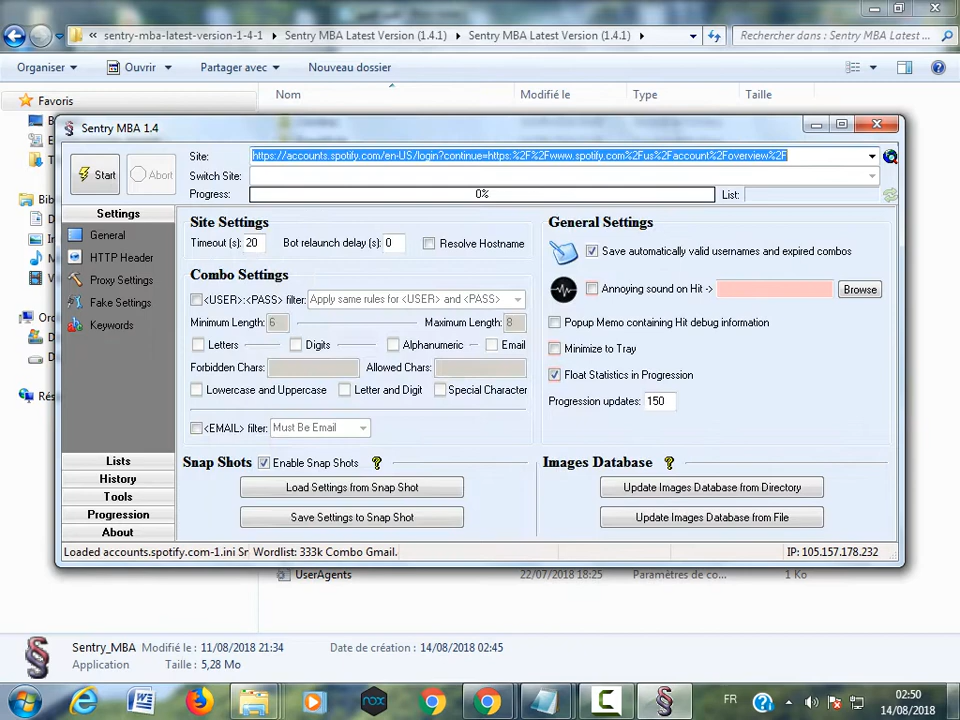 « sentry-mba-latest-version-1-4-1 ▸ Sentry MBA Latest Version (1.4.1) ▸ Sentry MBA Latest Version (1.4.1) ▸
Rechercher dans : Sentry MBA Latest ...
Organiser Ouvrir Partager avec Nouveau dossier
Favoris
Nom Modifié le Type Taille
Sentry MBA 1.4
Start
Abort
Site: https://accounts.spotify.com/en-US/login?continue=https:%2F%2Fwww.spotify.com%2Fus%2Faccount%2Foverview%2F
Switch Site:
Progress: 0% List:
Settings
General
HTTP Header
Proxy Settings
Fake Settings
Keywords
Lists
History
Tools
Progression
About
Site Settings
Timeout (s): 20 Bot relaunch delay (s): 0 Resolve Hostname
Combo Settings
<USER>:<PASS> filter: Apply same rules for <USER> and <PASS>
Minimum Length: 6 Maximum Length: 8
Letters Digits Alphanumeric Email
Forbidden Chars: Allowed Chars:
Lowercase and Uppercase Letter and Digit Special Character
<EMAIL> filter: Must Be Email
Snap Shots Enable Snap Shots ?
Load Settings from Snap Shot
Save Settings to Snap Shot
General Settings
Save automatically valid usernames and expired combos
Annoying sound on Hit -> Browse
Popup Memo containing Hit debug information
Minimize to Tray
Float Statistics in Progression
Progression updates: 150
Images Database ?
Update Images Database from Directory
Update Images Database from File
Loaded accounts.spotify.com-1.ini Sr Wordlist: 333k Combo Gmail. IP: 105.157.178.232
UserAgents 22/07/2018 18:25 Paramètres de co... 1 Ko
Sentry_MBA Modifié le : 11/08/2018 21:34 Date de création : 14/08/2018 02:45
Application Taille : 5,28 Mo
nox
FR
02:50
14/08/2018